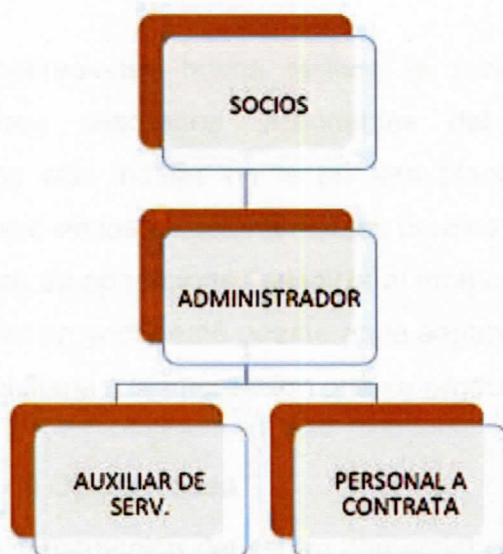 SOCIOS
ADMINISTRADOR
AUXILIAR DE
SERV.
PERSONAL A
CONTRATA